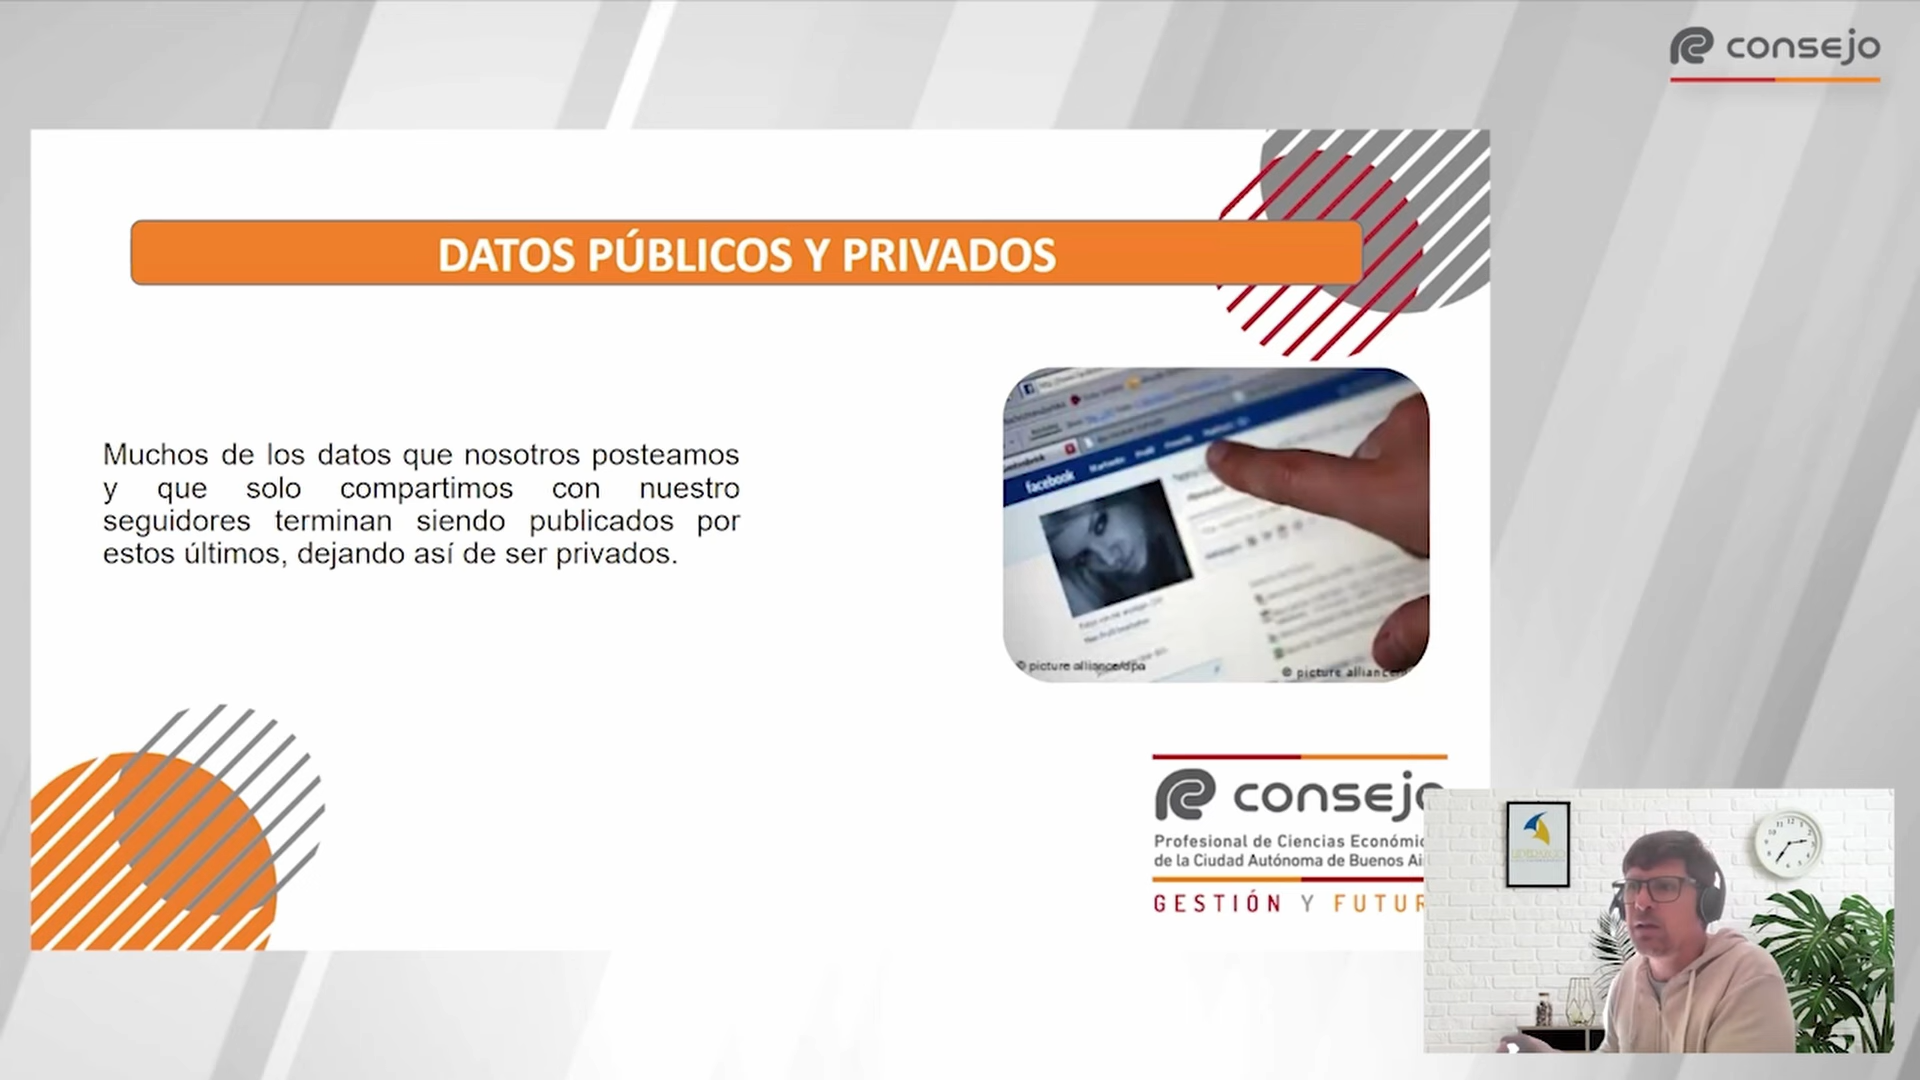 consejo
DATOS PÚBLICOS Y PRIVADOS
Muchos de los datos que nosotros posteamos
y que solo compartimos con nuestro
seguidores terminan siendo publicados por
estos últimos, dejando así de ser privados.
facebook
© picture alliance/dpa
© picture allianc
consejo
Profesional de Ciencias Económic
de la Ciudad Autónoma de Buenos Ai
GESTIÓN Y FUTUR